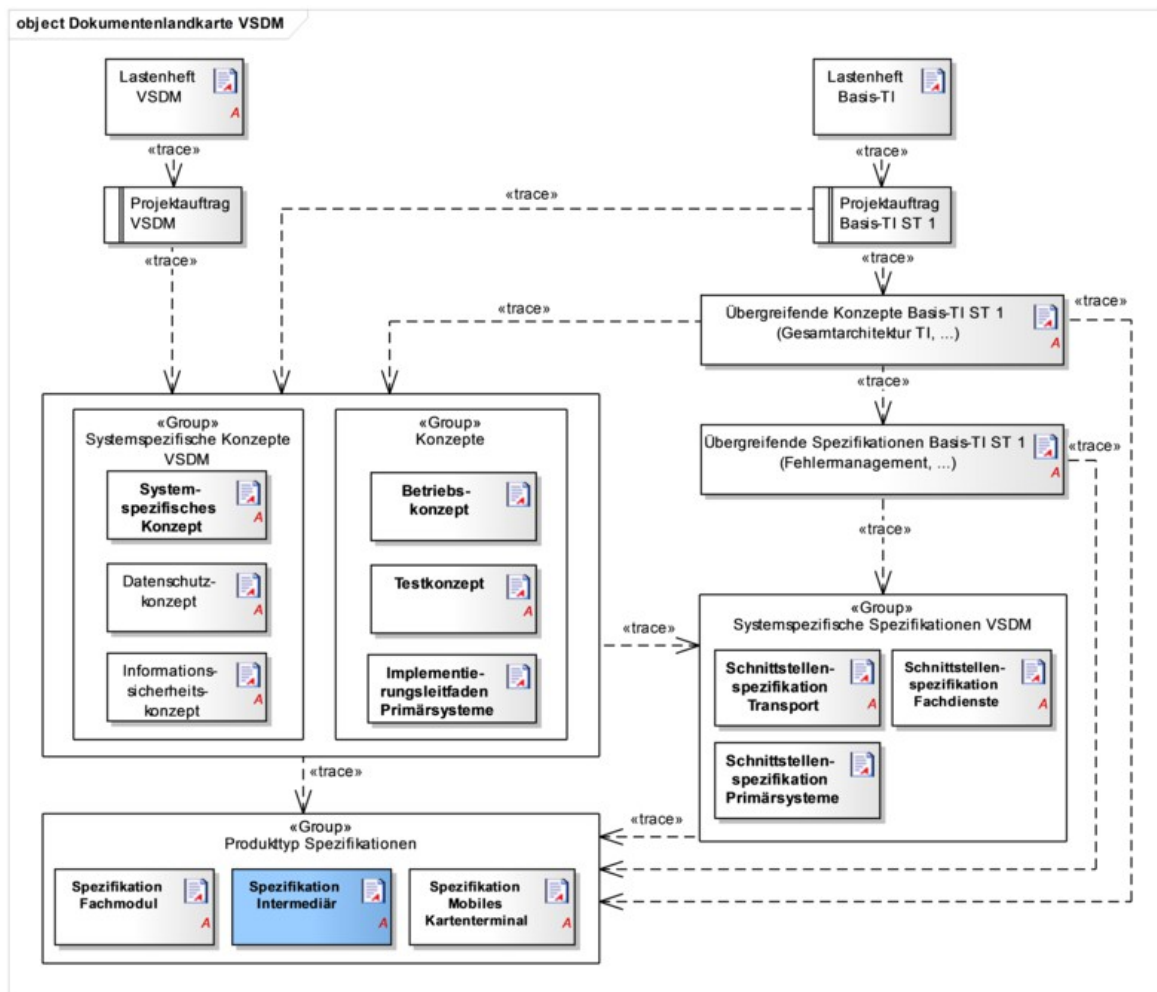 object Dokumentenlandkarte VSDM
Lastenheft
VSDM
A
Lastenheft
Basis-TI
«trace»
«trace»
Projektauftrag
VSDM
«trace»
Projektauftrag
Basis-TI ST 1
«trace»
«trace»
«trace»
Übergreifende Konzepte Basis-TI ST 1
(Gesamtarchitektur TI, ...)
A
«trace»
«trace»
Übergreifende Spezifikationen Basis-TI ST 1
(Fehlermanagement, ...)
A
«trace»
«trace»
«Group»
Systemspezifische Konzepte
VSDM
System-
spezifisches
Konzept
A
Datenschutz-
konzept
A
Informations-
sicherheits-
konzept
A
«Group»
Konzepte
Betriebs-
konzept
Testkonzept
A
Implementie-
rungsleitfaden
Primärsysteme
«trace»
«Group»
Systemspezifische Spezifikationen VSDM
Schnittstellen-
spezifikation
Transport
A
Schnittstellen-
spezifikation
Fachdienste
A
Schnittstellen-
spezifikation
Primärsysteme
«trace»
«trace»
«Group»
Produkttyp Spezifikationen
Spezifikation
Fachmodul
A
Spezifikation
Intermediär
A
Spezifikation
Mobiles
Kartenterminal
A